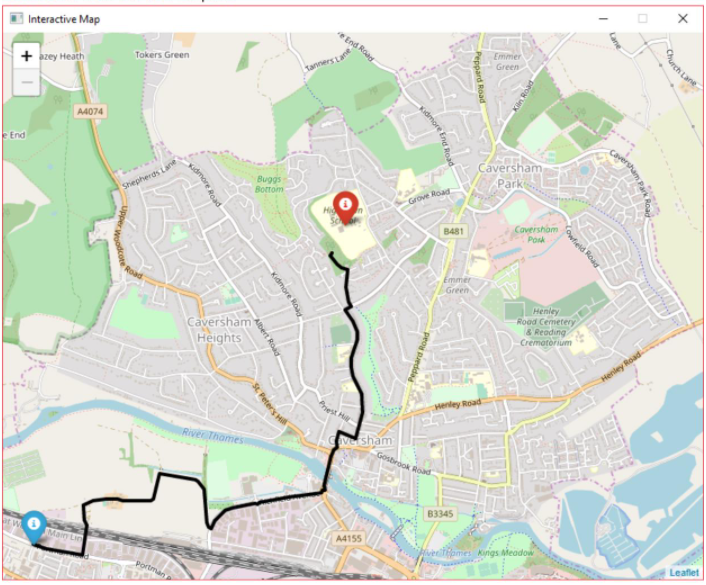 Interactive Map
+
−
azey Heath
Tokers Green
Tanners Lane
End Road
Emmer
Green
Peppard Road
Kiln Road
Lane
Church Lane
A4074
e End
Kidmore End Road
Shepherds Lane
Kidmore Road
Buggs
Bottom
Caversham
Park
Caversham Park Road
Grove Road
Upper Woodcote Road
B481
Caversham
Park
Cowfield Road
Kidmore Road
Emmer
Green
Henley
Road Cemetery
& Reading
Crematorium
Caversham
Heights
Albert Road
Peppard Road
Henley Road
St. Peter's Hill
Priest Hill
Henley Road
River Thames
Caversham
Gosbrook Road
B3345
Main Lin
A4155
Portman
River Thames
Kings Meadow
Leaflet